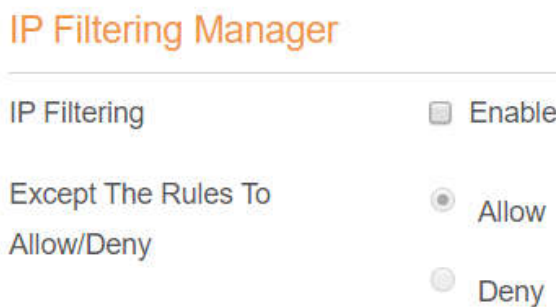 IP Filtering Manager
IP Filtering Enable
Except The Rules To
Allow/Deny
Allow
Deny